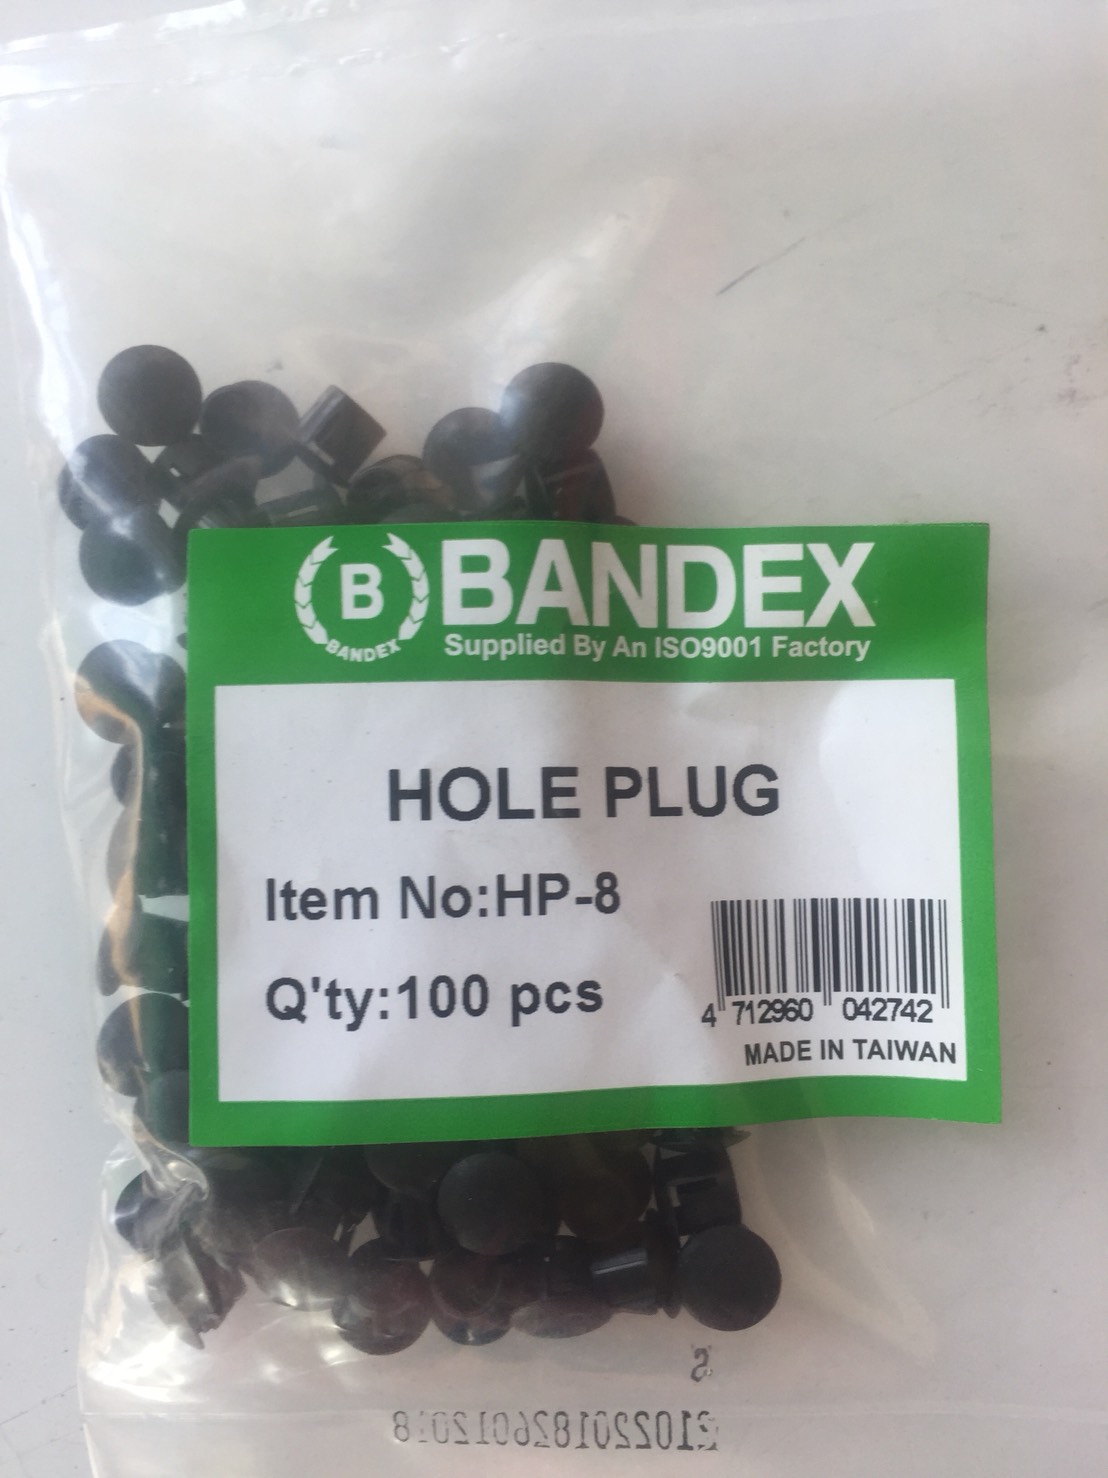 B
BANDEX
BANDEX
Supplied By An ISO9001 Factory
HOLE PLUG
Item No:HP-8
Q'ty:100 pcs
4 712960 042742
MADE IN TAIWAN